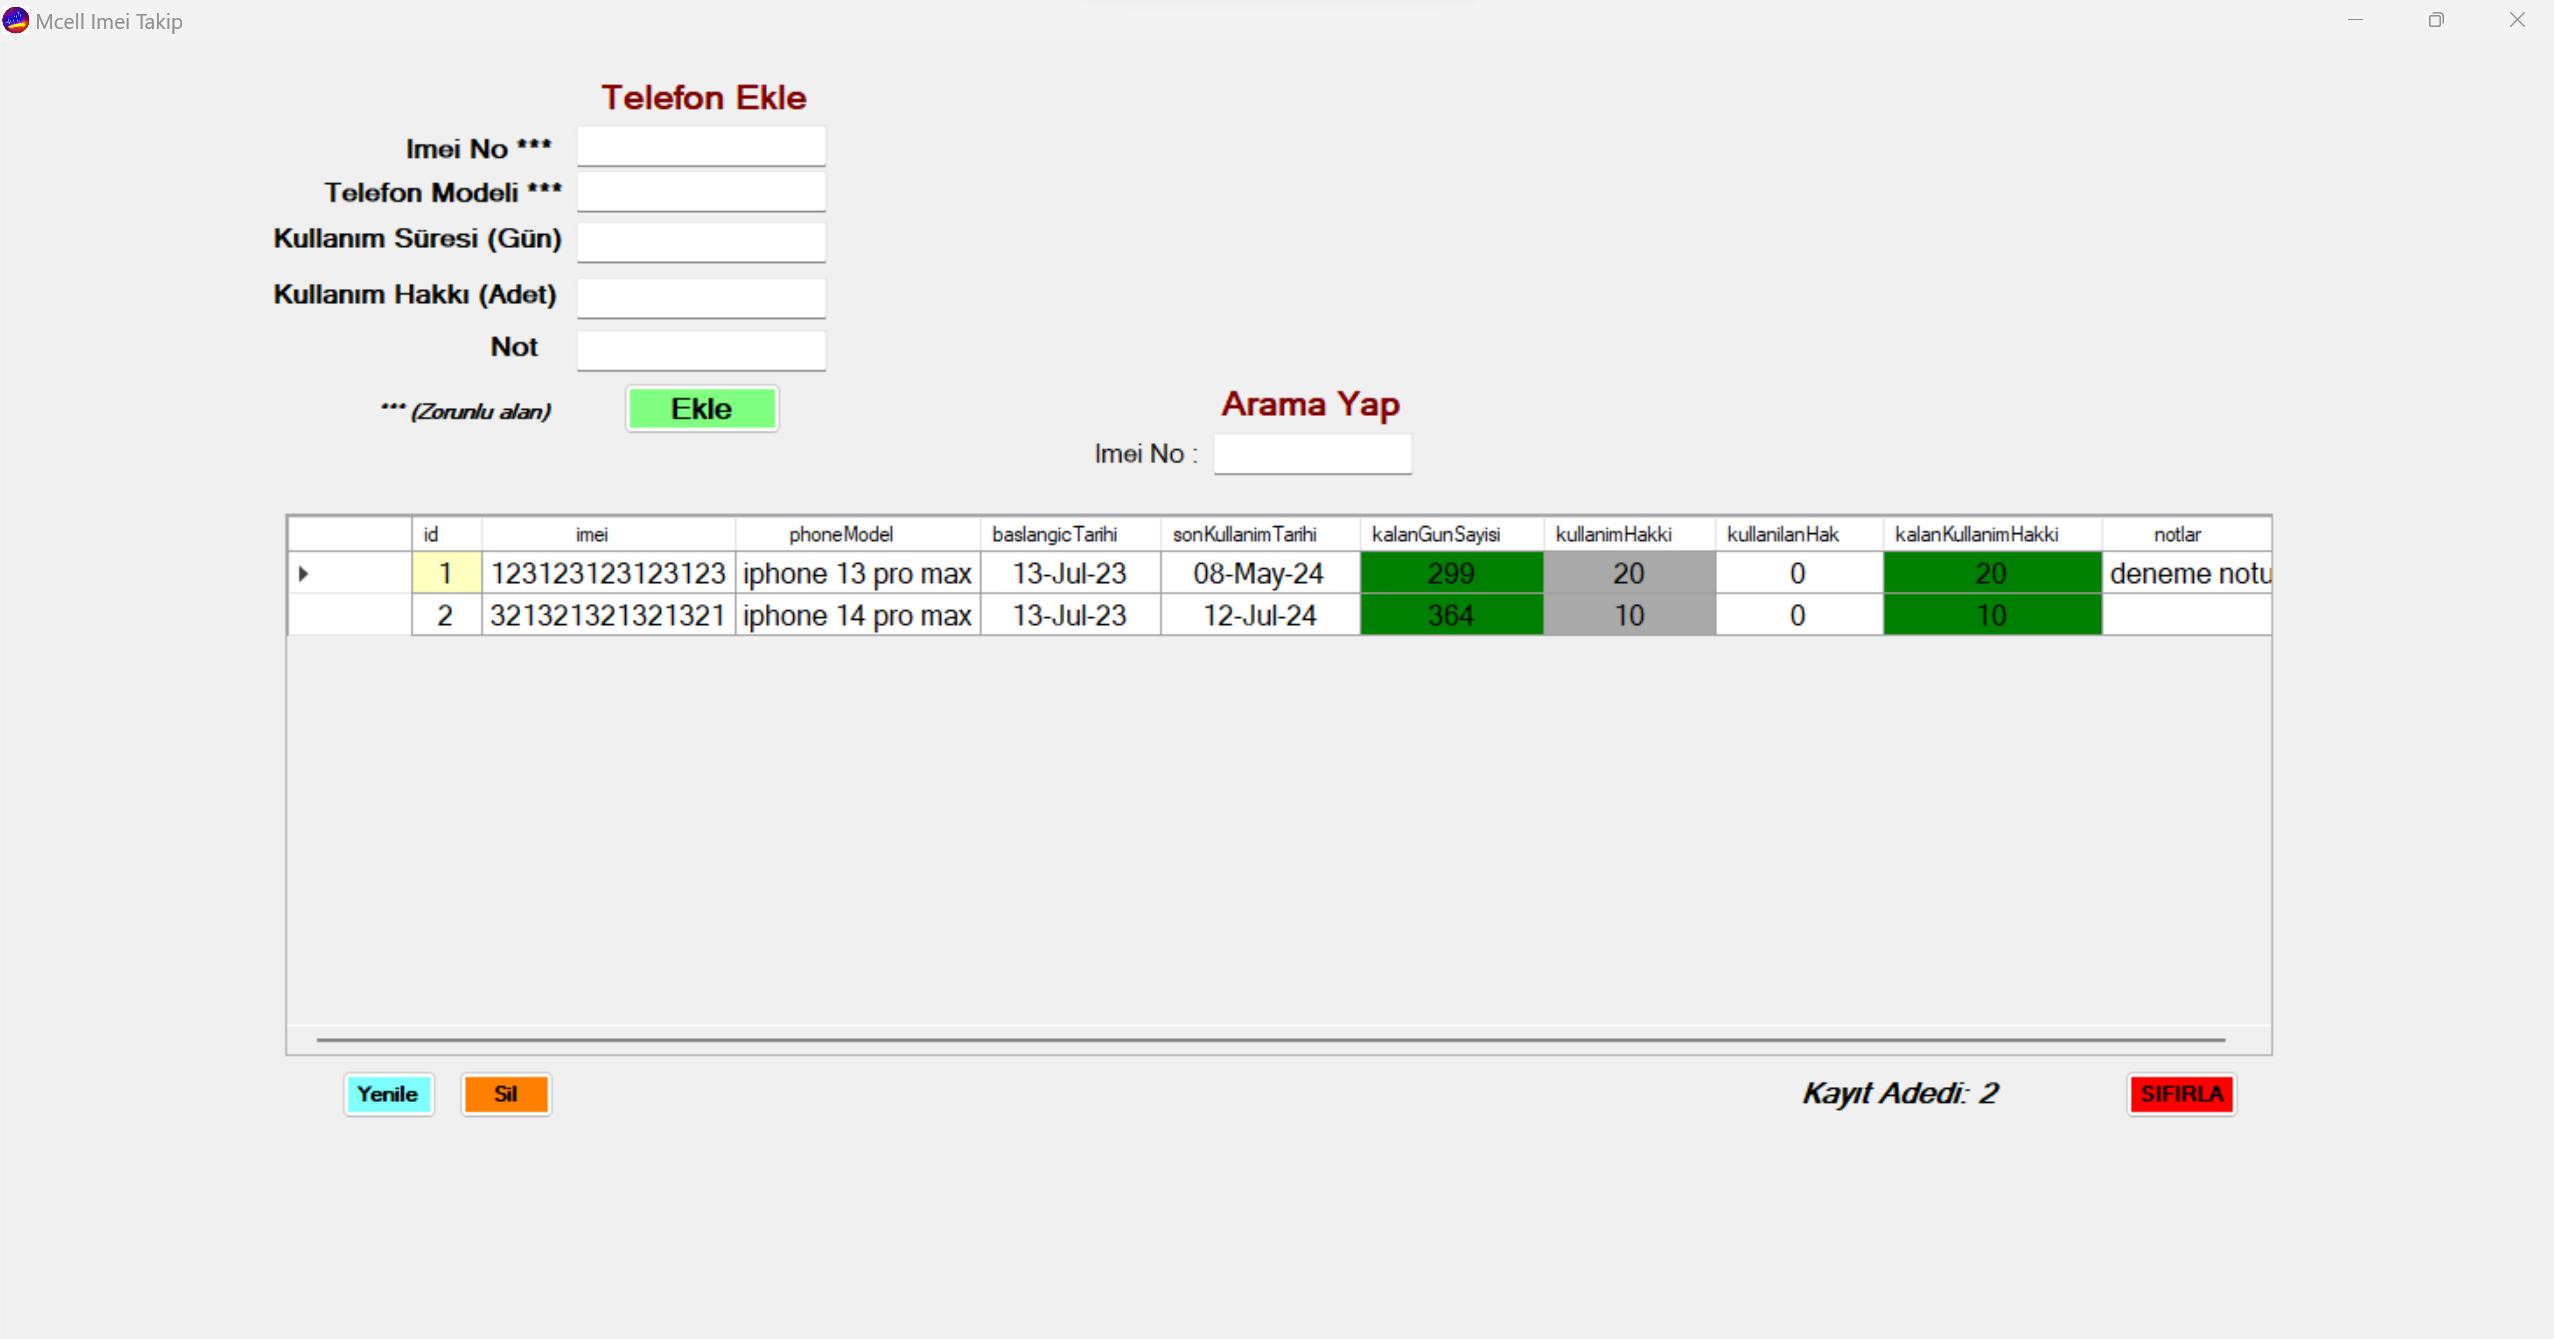 Mcell Imei Takip
Telefon Ekle
Imei No ***
Telefon Modeli ***
Kullanım Süresi (Gün)
Kullanım Hakkı (Adet)
Not
*** (Zorunlu alan)
Ekle
Arama Yap
Imei No :
id imei phoneModel baslangicTarihi sonKullanimTarihi kalanGunSayisi kullanimHakki kullanilanHak kalanKullanimHakki notlar
1 123123123123123 iphone 13 pro max 13-Jul-23 08-May-24 299 20 0 20 deneme notu
2 321321321321321 iphone 14 pro max 13-Jul-23 12-Jul-24 364 10 0 10
Yenile Sil Kayıt Adedi: 2 SIFIRLA